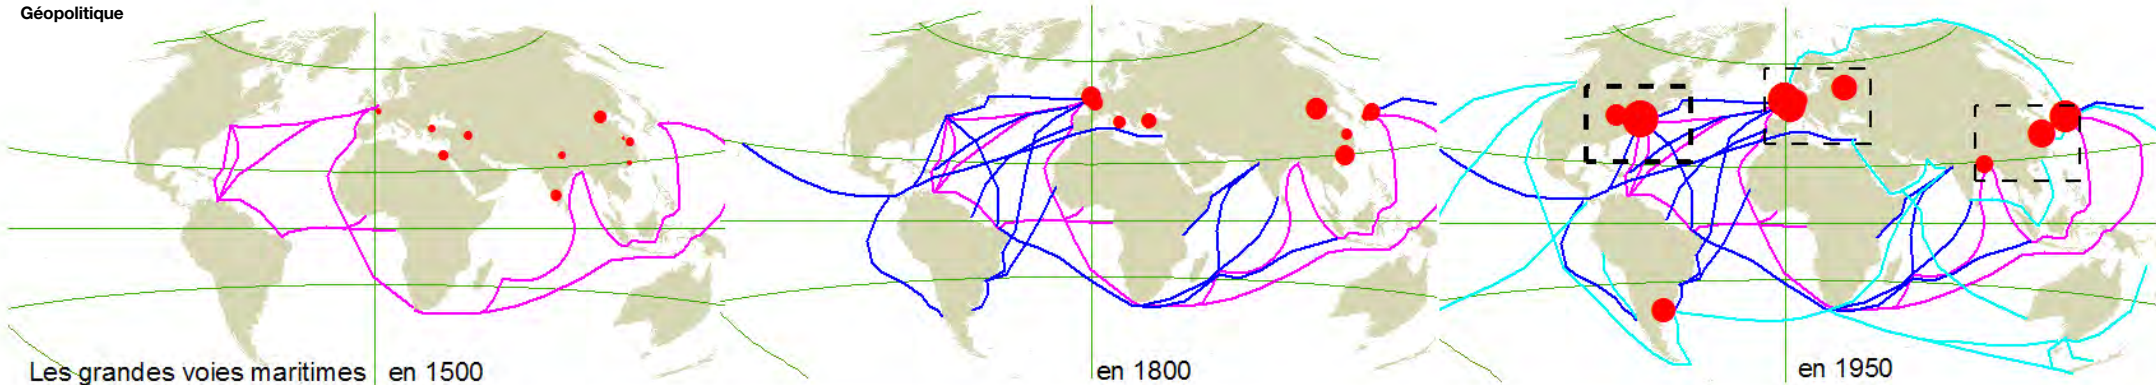 Géopolitique
Les grandes voies maritimes en 1500
en 1800
en 1950